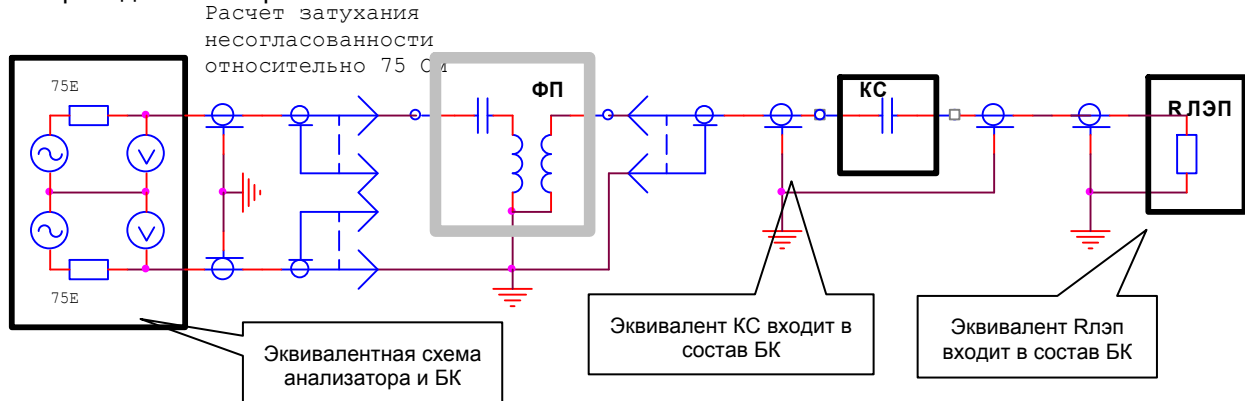 Расчет затухания
несогласованности
относительно 75 Ом
75E
ФП
КС
R ЛЭП
V
V
75E
Эквивалентная схема
анализатора и БК
Эквивалент КС входит в
состав БК
Эквивалент Rлэп
входит в состав БК